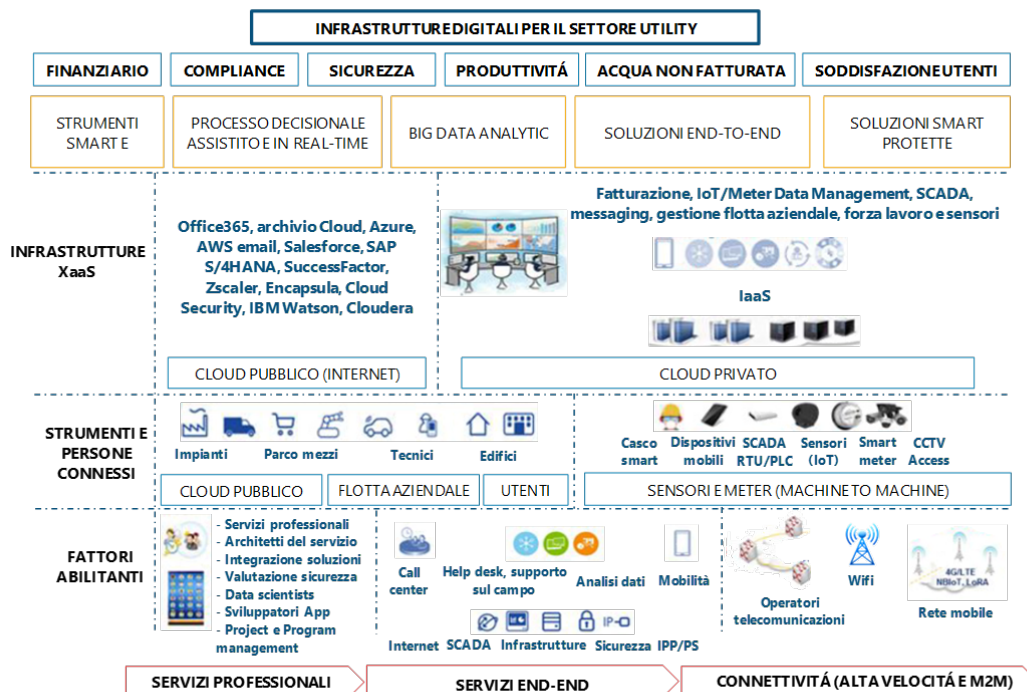 INFRASTRUTTURE DIGITALI PER IL SETTORE UTILITY
FINANZIARIO
COMPLIANCE
SICUREZZA
PRODUTTIVITÁ
ACQUA NON FATTURATA
SODDISFAZIONE UTENTI
STRUMENTI
SMART E
PROCESSO DECISIONALE
ASSISTITO E IN REAL-TIME
BIG DATA ANALYTIC
SOLUZIONI END-TO-END
SOLUZIONI SMART
PROTETTE
INFRASTRUTTURE
XaaS
Office365, archivio Cloud, Azure,
AWS email, Salesforce, SAP
S/4HANA, SuccessFactor,
Zscaler, Encapsula, Cloud
Security, IBM Watson, Cloudera
Fatturazione, IoT/Meter Data Management, SCADA,
messaging, gestione flotta aziendale, forza lavoro e sensori
IaaS
CLOUD PUBBLICO (INTERNET)
CLOUD PRIVATO
STRUMENTI E
PERSONE
CONNESSI
Impianti
Parco mezzi
Tecnici
Edifici
Casco
smart
Dispositivi
mobili
SCADA
RTU/PLC
Sensori
(IoT)
Smart
meter
CCTV
Access
CLOUD PUBBLICO
FLOTTA AZIENDALE
UTENTI
SENSORI E METER (MACHINE TO MACHINE)
FATTORI
ABILITANTI
- Servizi professionali
- Architetti del servizio
- Integrazione soluzioni
- Valutazione sicurezza
- Data scientists
- Sviluppatori App
- Project e Program
management
Call
center
Help desk, supporto
sul campo
Analisi dati
Mobilità
IP
Internet
SCADA
Infrastrutture
Sicurezza
IPP/PS
Operatori
telecomunicazioni
Wifi
4G/LTE
NBIoT, LoRA
Rete mobile
SERVIZI PROFESSIONALI
SERVIZI END-END
CONNETTIVITÁ (ALTA VELOCITÁ E M2M)